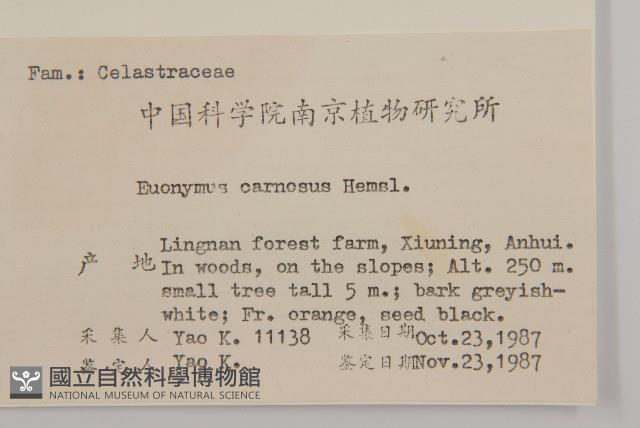 Fam.: Celastraceae
中国科学院南京植物研究所
Euonymus carnosus Hemsl.
产 地 Lingnan forest farm, Xiuning, Anhui.
In woods, on the slopes; Alt. 250 m.
small tree tall 5 m.; bark greyish-
white; Fr. orange, seed black.
采集人 Yao K. 11138 采集日期 Oct.23,1987
鉴定人 Yao K. 鉴定日期 Nov.23,1987
國立自然科學博物館
NATIONAL MUSEUM OF NATURAL SCIENCE